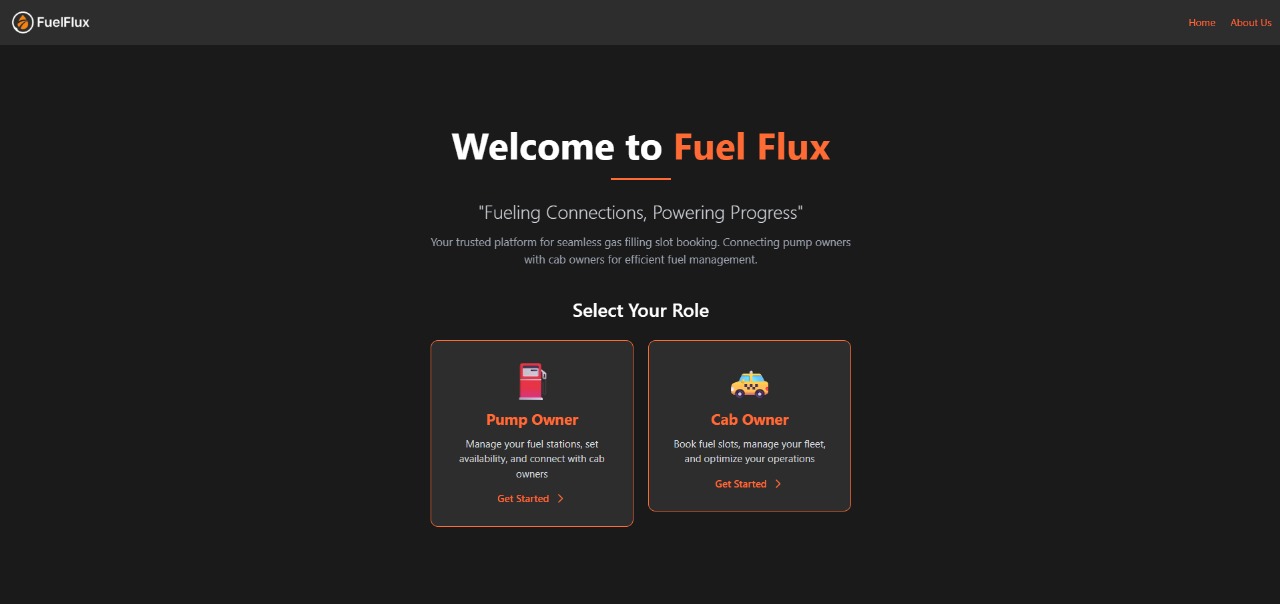 FuelFlux
Home
About Us
Welcome to Fuel Flux
"Fueling Connections, Powering Progress"
Your trusted platform for seamless gas filling slot booking. Connecting pump owners
with cab owners for efficient fuel management.
Select Your Role
Pump Owner
Manage your fuel stations, set
availability, and connect with cab
owners
Get Started
Cab Owner
Book fuel slots, manage your fleet,
and optimize your operations
Get Started